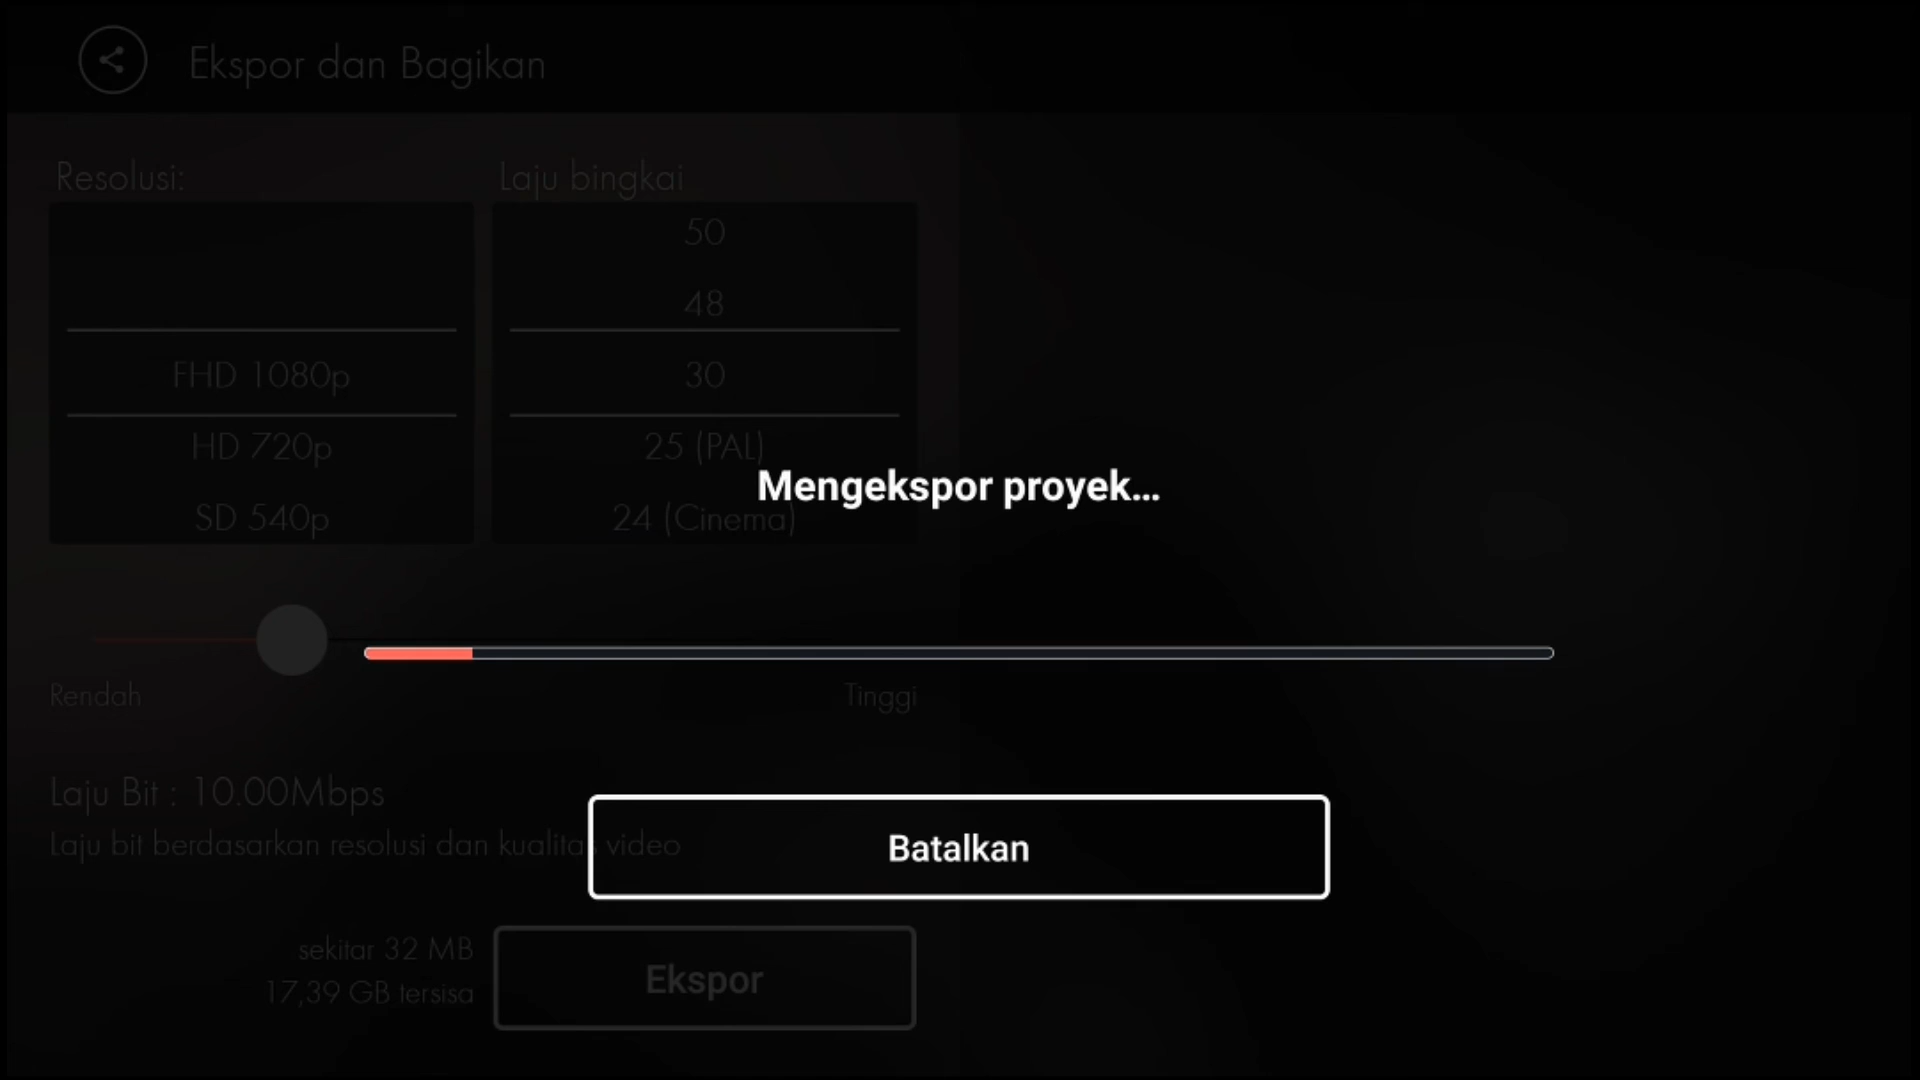 Ekspor dan Bagikan
Resolusi:
Laju bingkai
50
48
FHD 1080p
30
HD 720p
25 (PAL)
Mengekspor proyek...
SD 540p
24 (Cinema)
Rendah
Tinggi
Laju Bit : 10.00Mbps
Laju bit berdasarkan resolusi dan kualitas video
Batalkan
sekitar 32 MB
17,39 GB tersisa
Ekspor